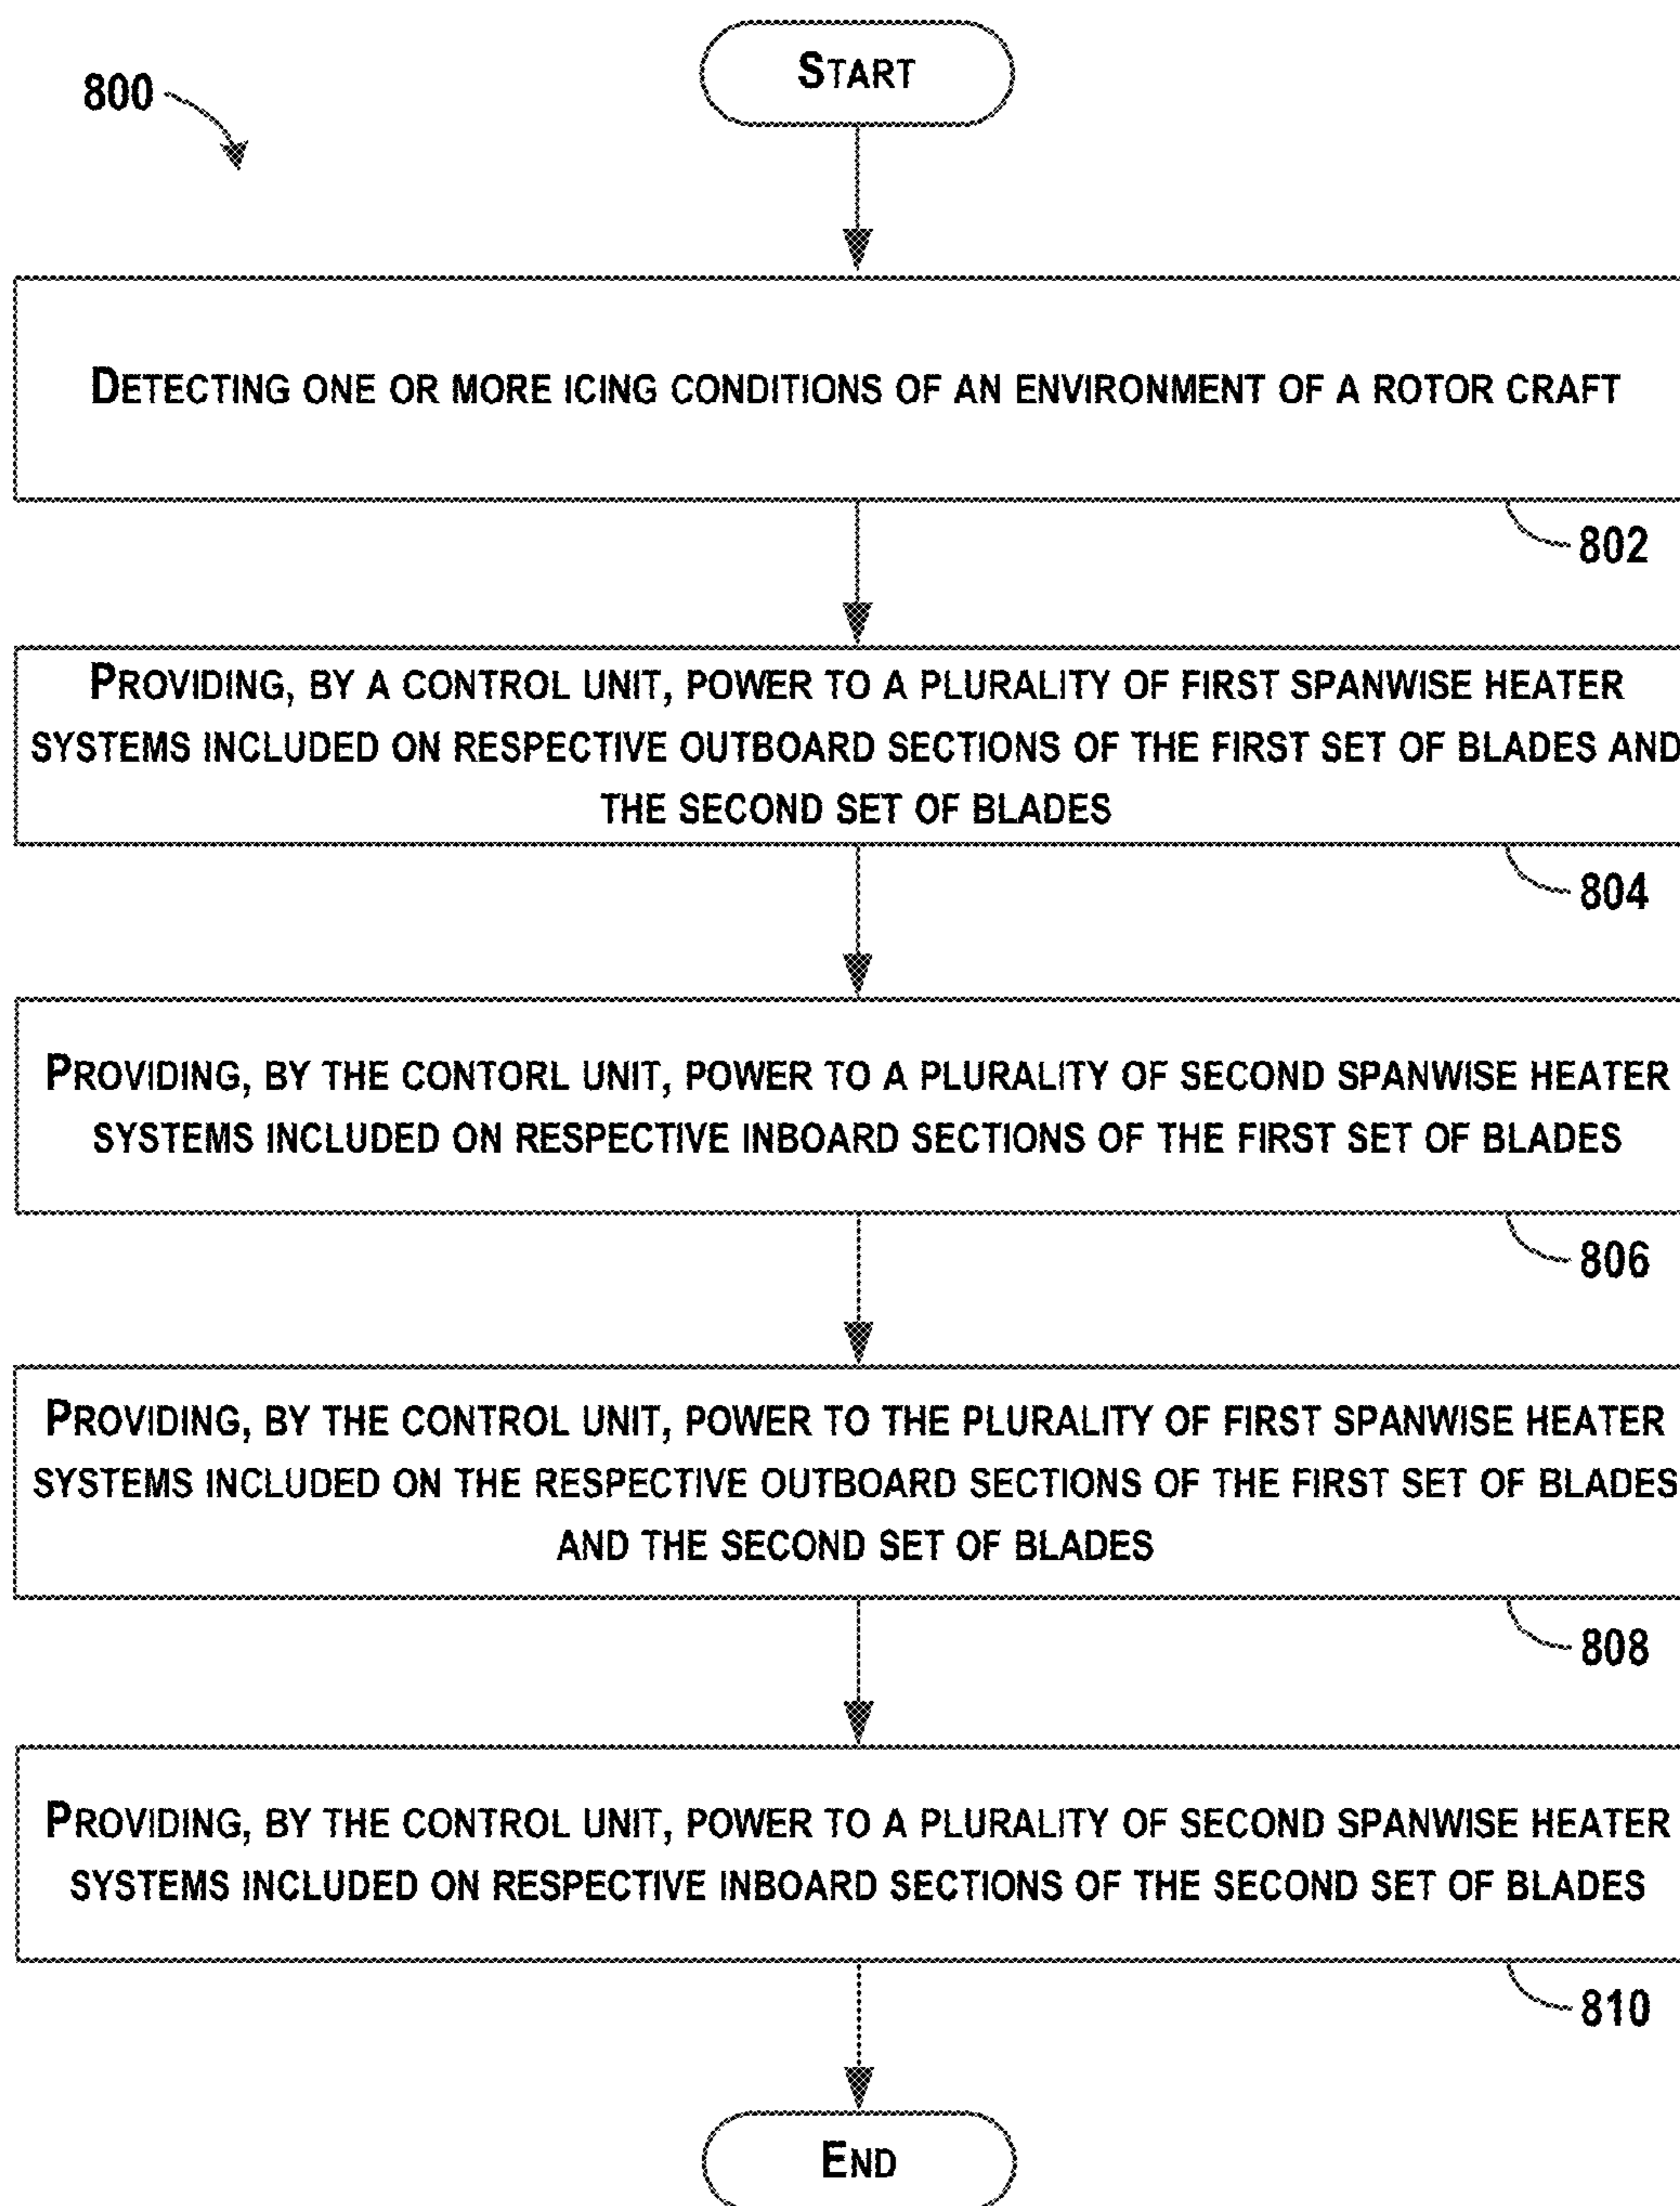 START
800
DETECTING ONE OR MORE ICING CONDITIONS OF AN ENVIRONMENT OF A ROTOR CRAFT
802
PROVIDING, BY A CONTROL UNIT, POWER TO A PLURALITY OF FIRST SPANWISE HEATER
SYSTEMS INCLUDED ON RESPECTIVE OUTBOARD SECTIONS OF THE FIRST SET OF BLADES AND
THE SECOND SET OF BLADES
804
PROVIDING, BY THE CONTORL UNIT, POWER TO A PLURALITY OF SECOND SPANWISE HEATER
SYSTEMS INCLUDED ON RESPECTIVE INBOARD SECTIONS OF THE FIRST SET OF BLADES
806
PROVIDING, BY THE CONTROL UNIT, POWER TO THE PLURALITY OF FIRST SPANWISE HEATER
SYSTEMS INCLUDED ON THE RESPECTIVE OUTBOARD SECTIONS OF THE FIRST SET OF BLADES
AND THE SECOND SET OF BLADES
808
PROVIDING, BY THE CONTROL UNIT, POWER TO A PLURALITY OF SECOND SPANWISE HEATER
SYSTEMS INCLUDED ON RESPECTIVE INBOARD SECTIONS OF THE SECOND SET OF BLADES
810
END